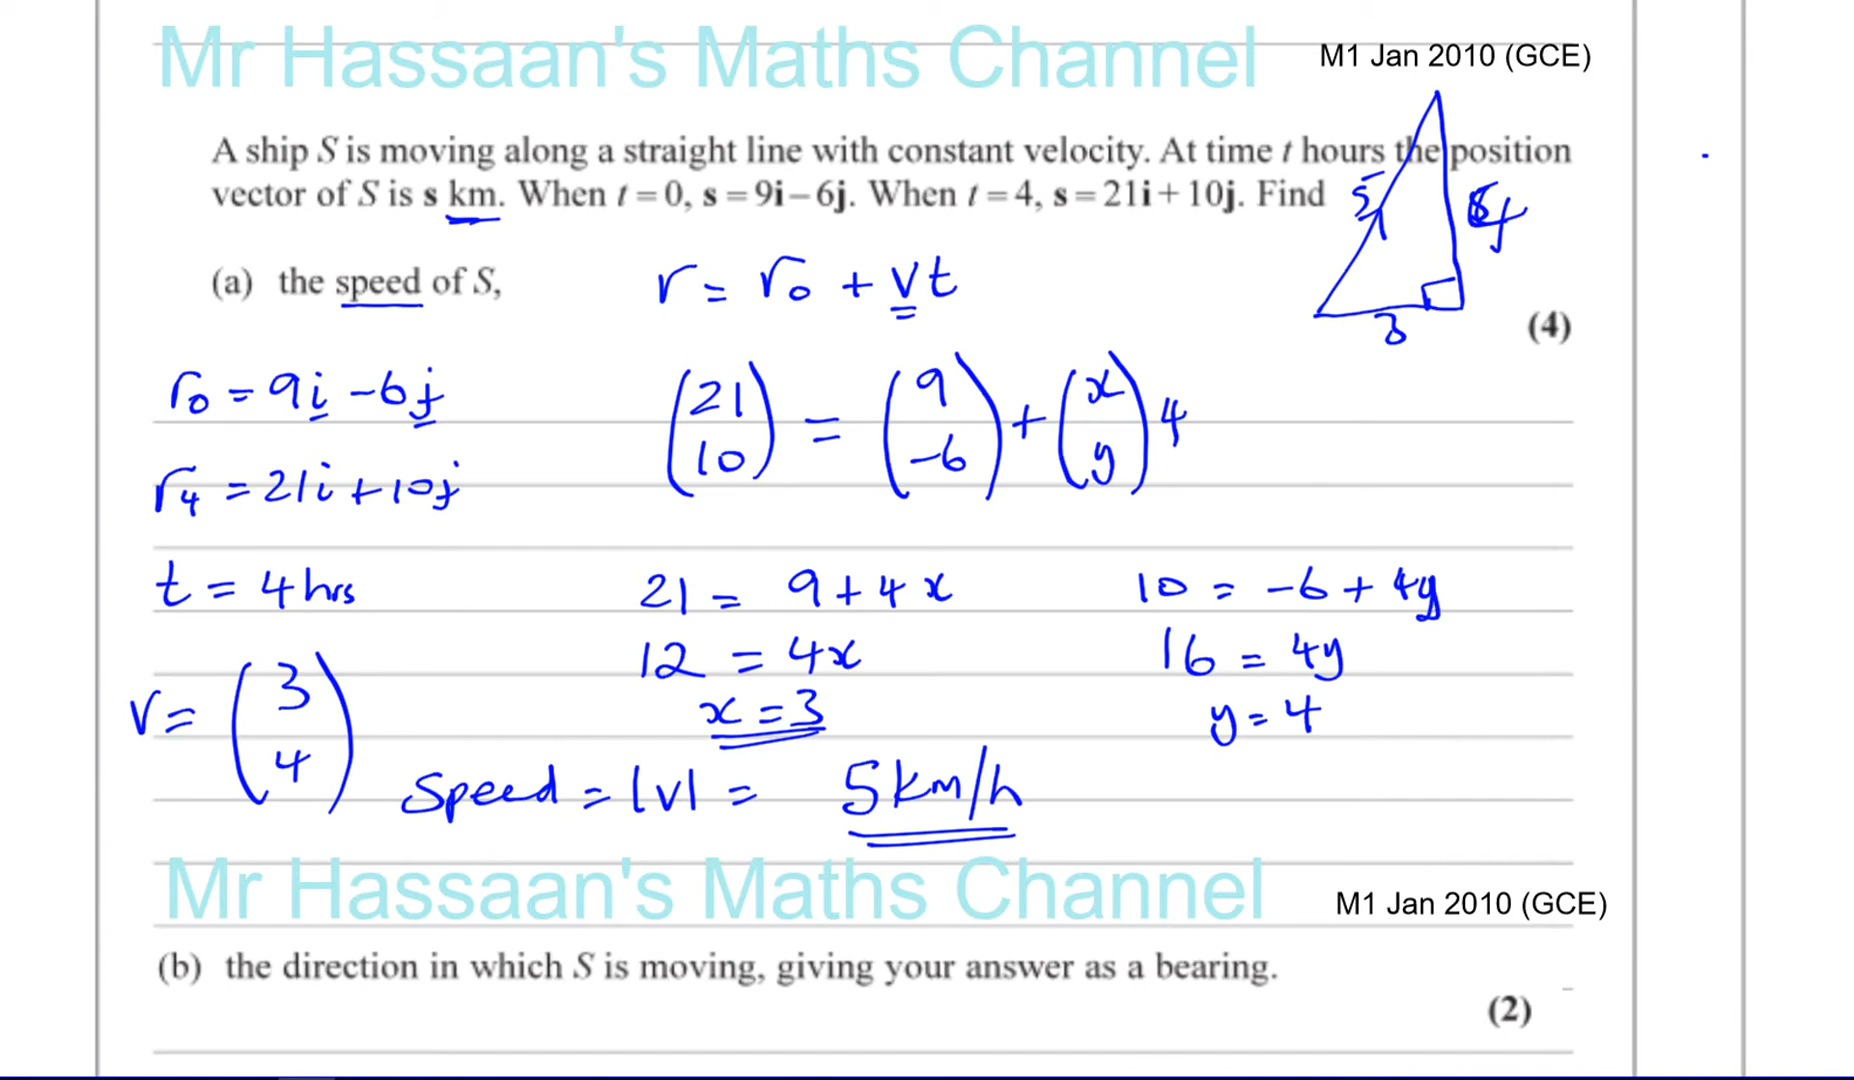 Mr Hassaan's Maths Channel
M1 Jan 2010 (GCE)
A ship S is moving along a straight line with constant velocity. At time t hours the position
vector of S is s km. When t = 0, s = 9i – 6j. When t = 4, s = 21i + 10j. Find
5 4
3
(a) the speed of S,
r = r₀ + vt
(4)
r₀ = 9i - 6j
(21 10) = (9 -6) + (x y) 4
r₄ = 21i + 10j
t = 4hrs
21 = 9 + 4x
10 = -6 + 4y
12 = 4x
16 = 4y
v = (3 4)
x = 3
y = 4
Speed = |v| = 5km/h
Mr Hassaan's Maths Channel
M1 Jan 2010 (GCE)
(b) the direction in which S is moving, giving your answer as a bearing.
(2)